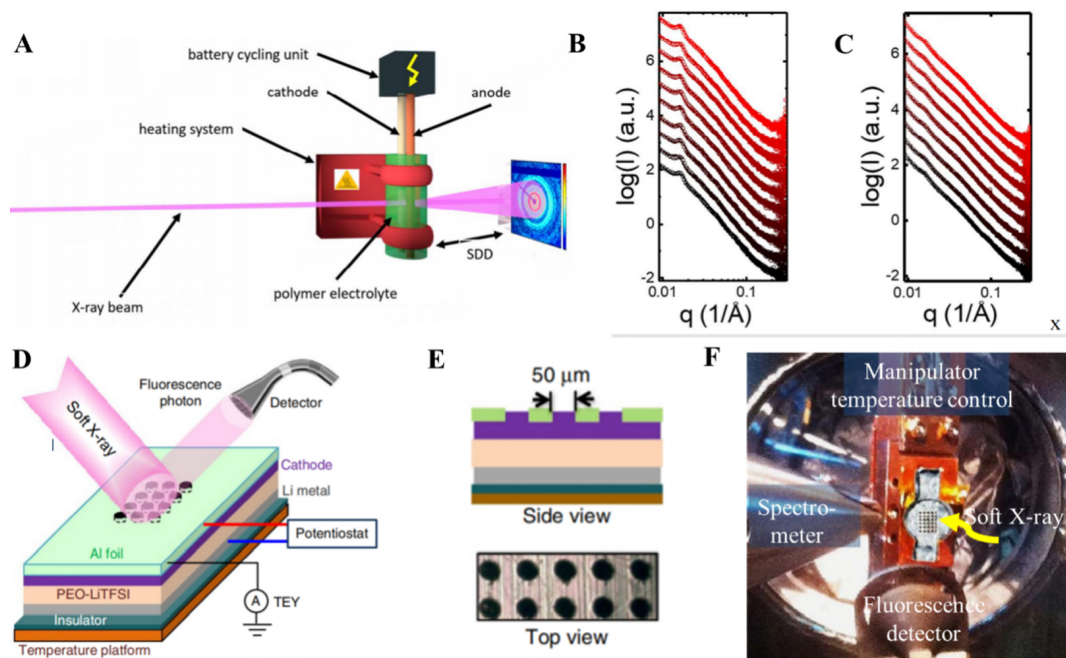 A
battery cycling unit
cathode
anode
heating system
SDD
polymer electrolyte
X-ray beam
B
log(I) (a.u.)
6
4
2
0
-2
0.01
0.1
q (1/Å)
C
log(I) (a.u.)
6
4
2
0
-2
0.01
0.1
q (1/Å)
x
D
Soft X-ray
Fluorescence
photon
Detector
Cathode
Li metal
Potentiostat
Al foil
PEO-LiTFSI
A
TEY
Insulator
Temperature platform
E
50 μm
Side view
Top view
F
Manipulator
temperature control
Spectro-
meter
Soft X-ray
Fluorescence
detector